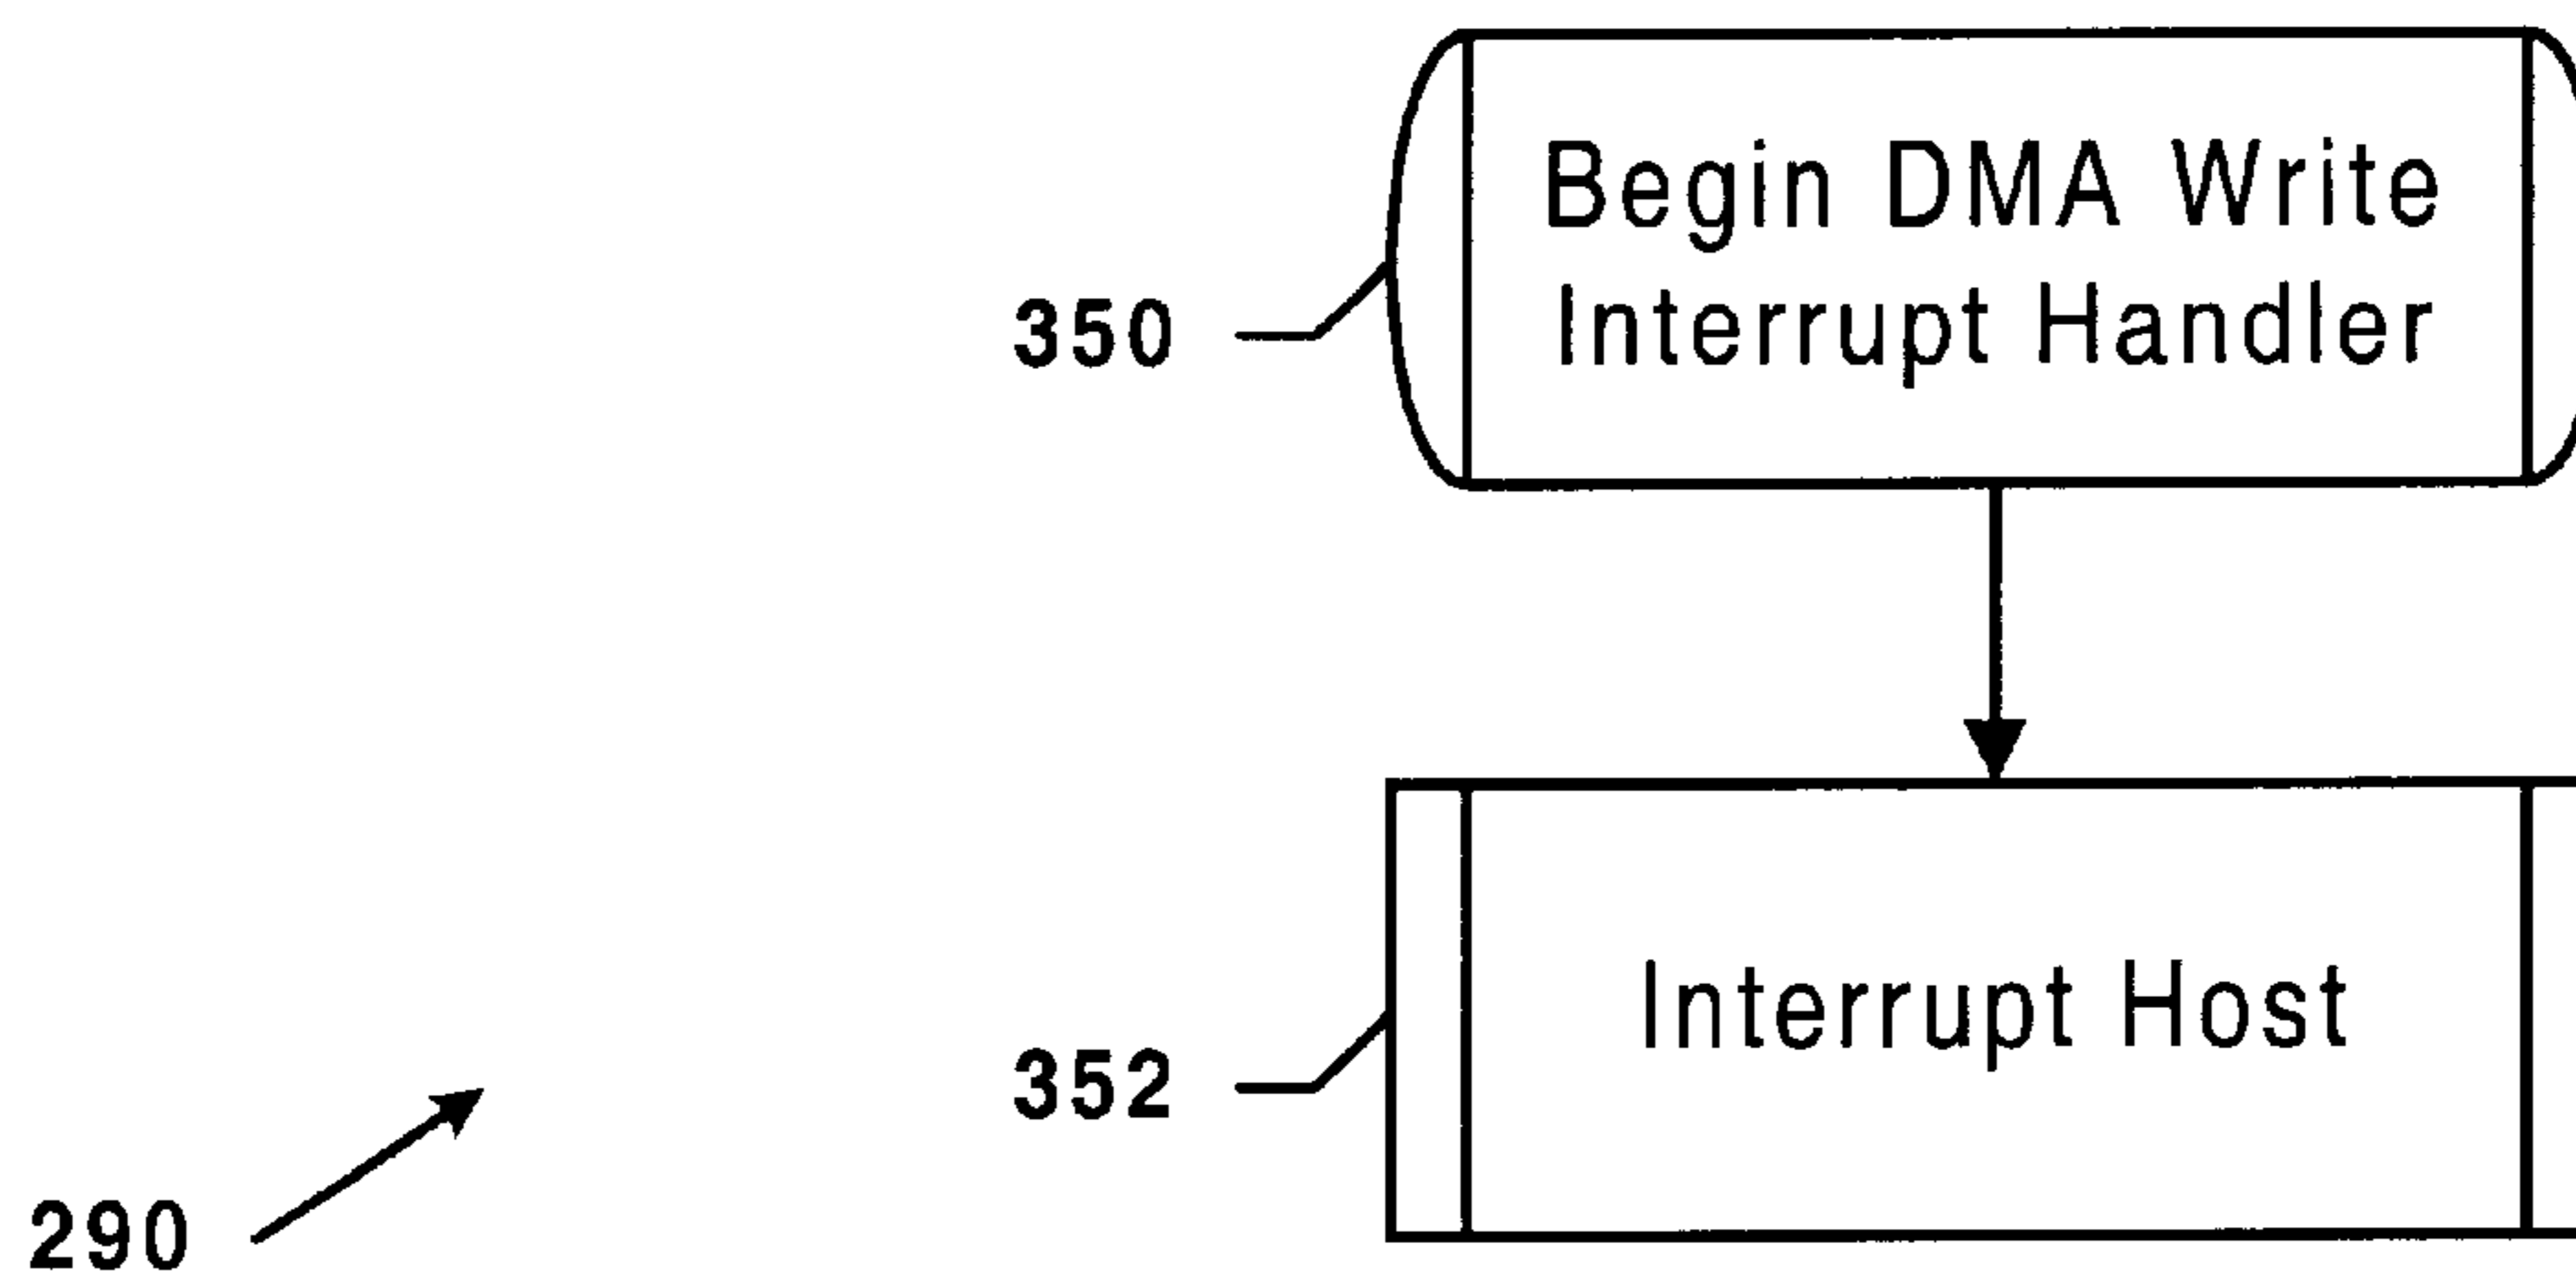 Begin DMA Write
Interrupt Handler
350
Interrupt Host
352
290